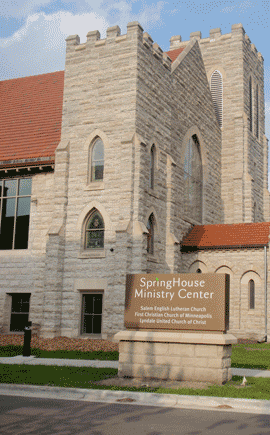 SpringHouse
Ministry Center
Salem English Lutheran Church
First Christian Church of Minneapolis
Lyndale United Church of Christ